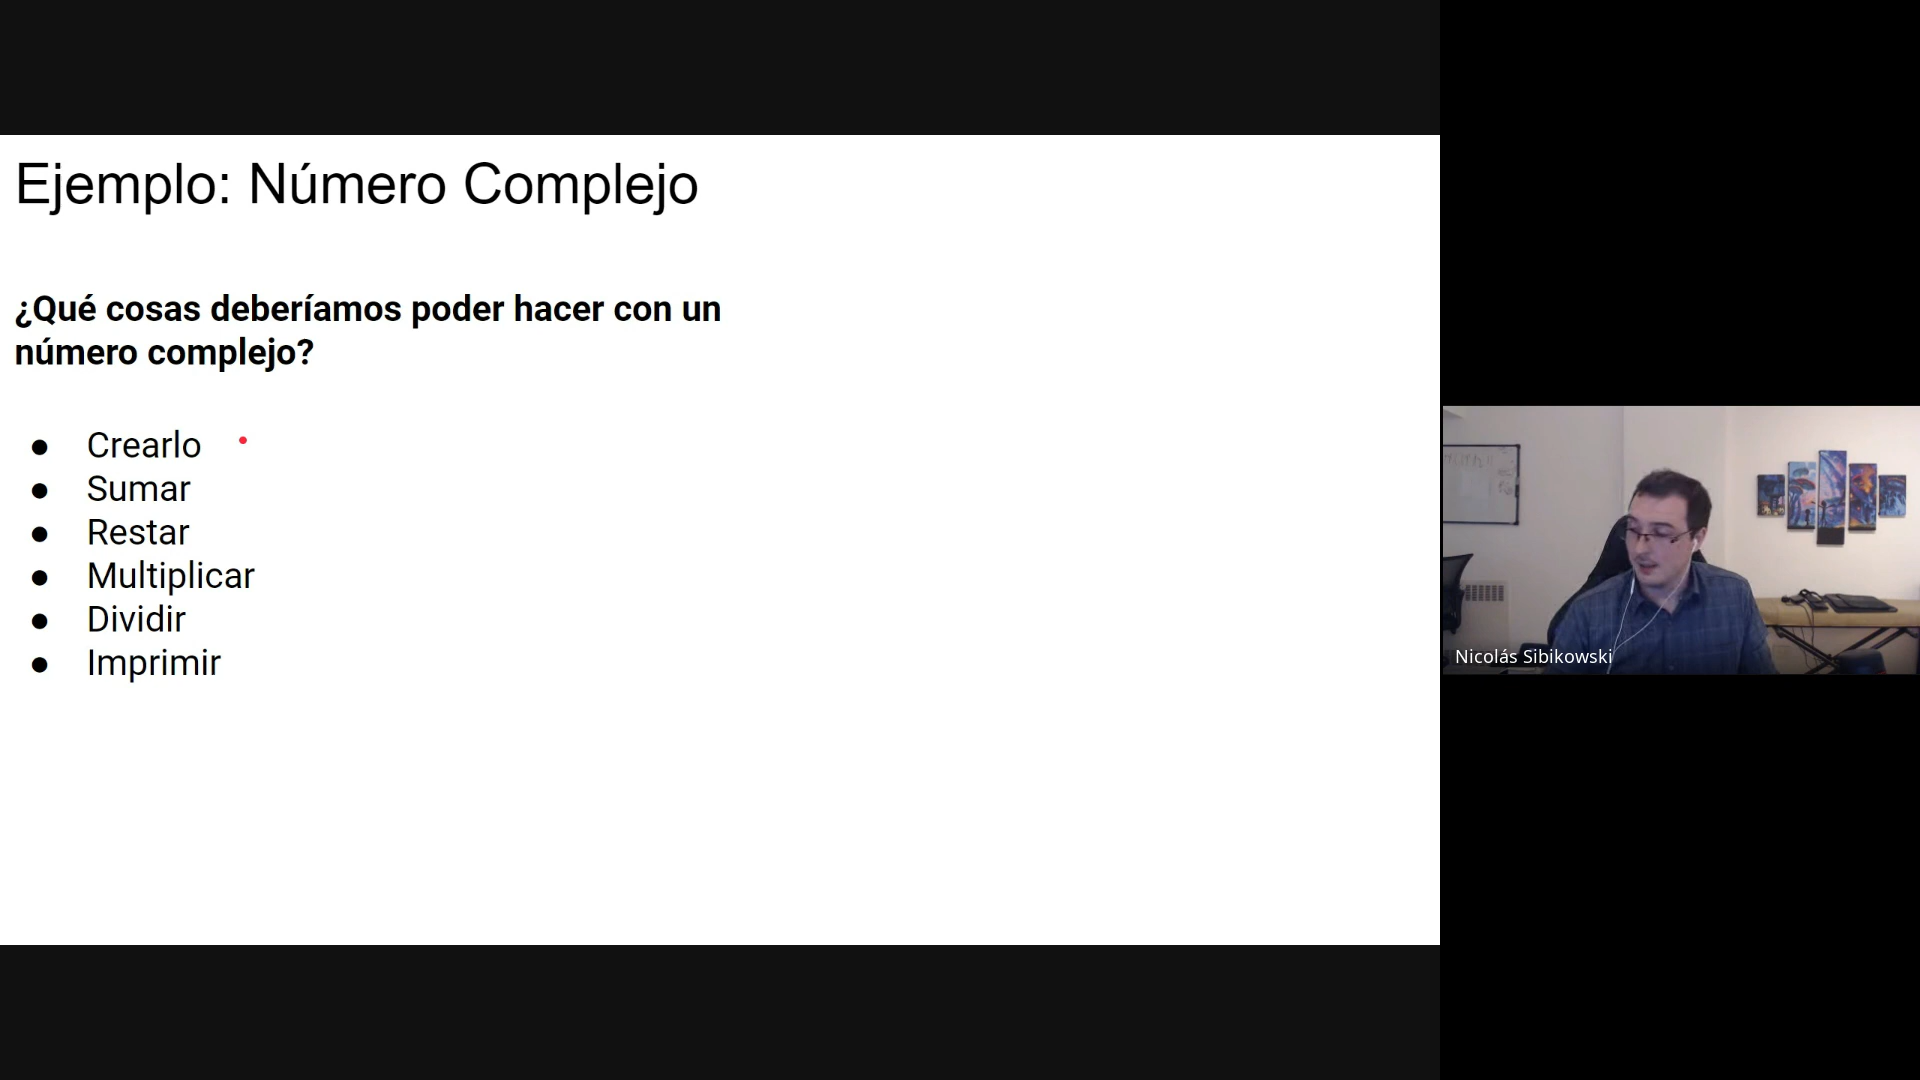 Ejemplo: Número Complejo
¿Qué cosas deberíamos poder hacer con un
número complejo?
● Crearlo
● Sumar
● Restar
● Multiplicar
● Dividir
● Imprimir
Nicolás Sibikowski